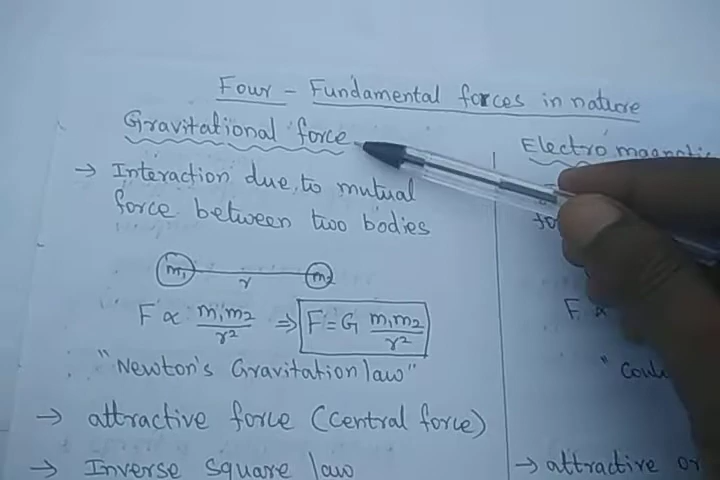 Four - Fundamental forces in nature
Gravitational force
→ Interaction due to mutual
force between two bodies
m₁ r m₂
F ∝ m₁m₂/r² ⇒ F = G m₁m₂/r²
"Newton's Gravitation law"
→ attractive force (central force)
→ Inverse square law
Electro
F ∝
→ attractive or